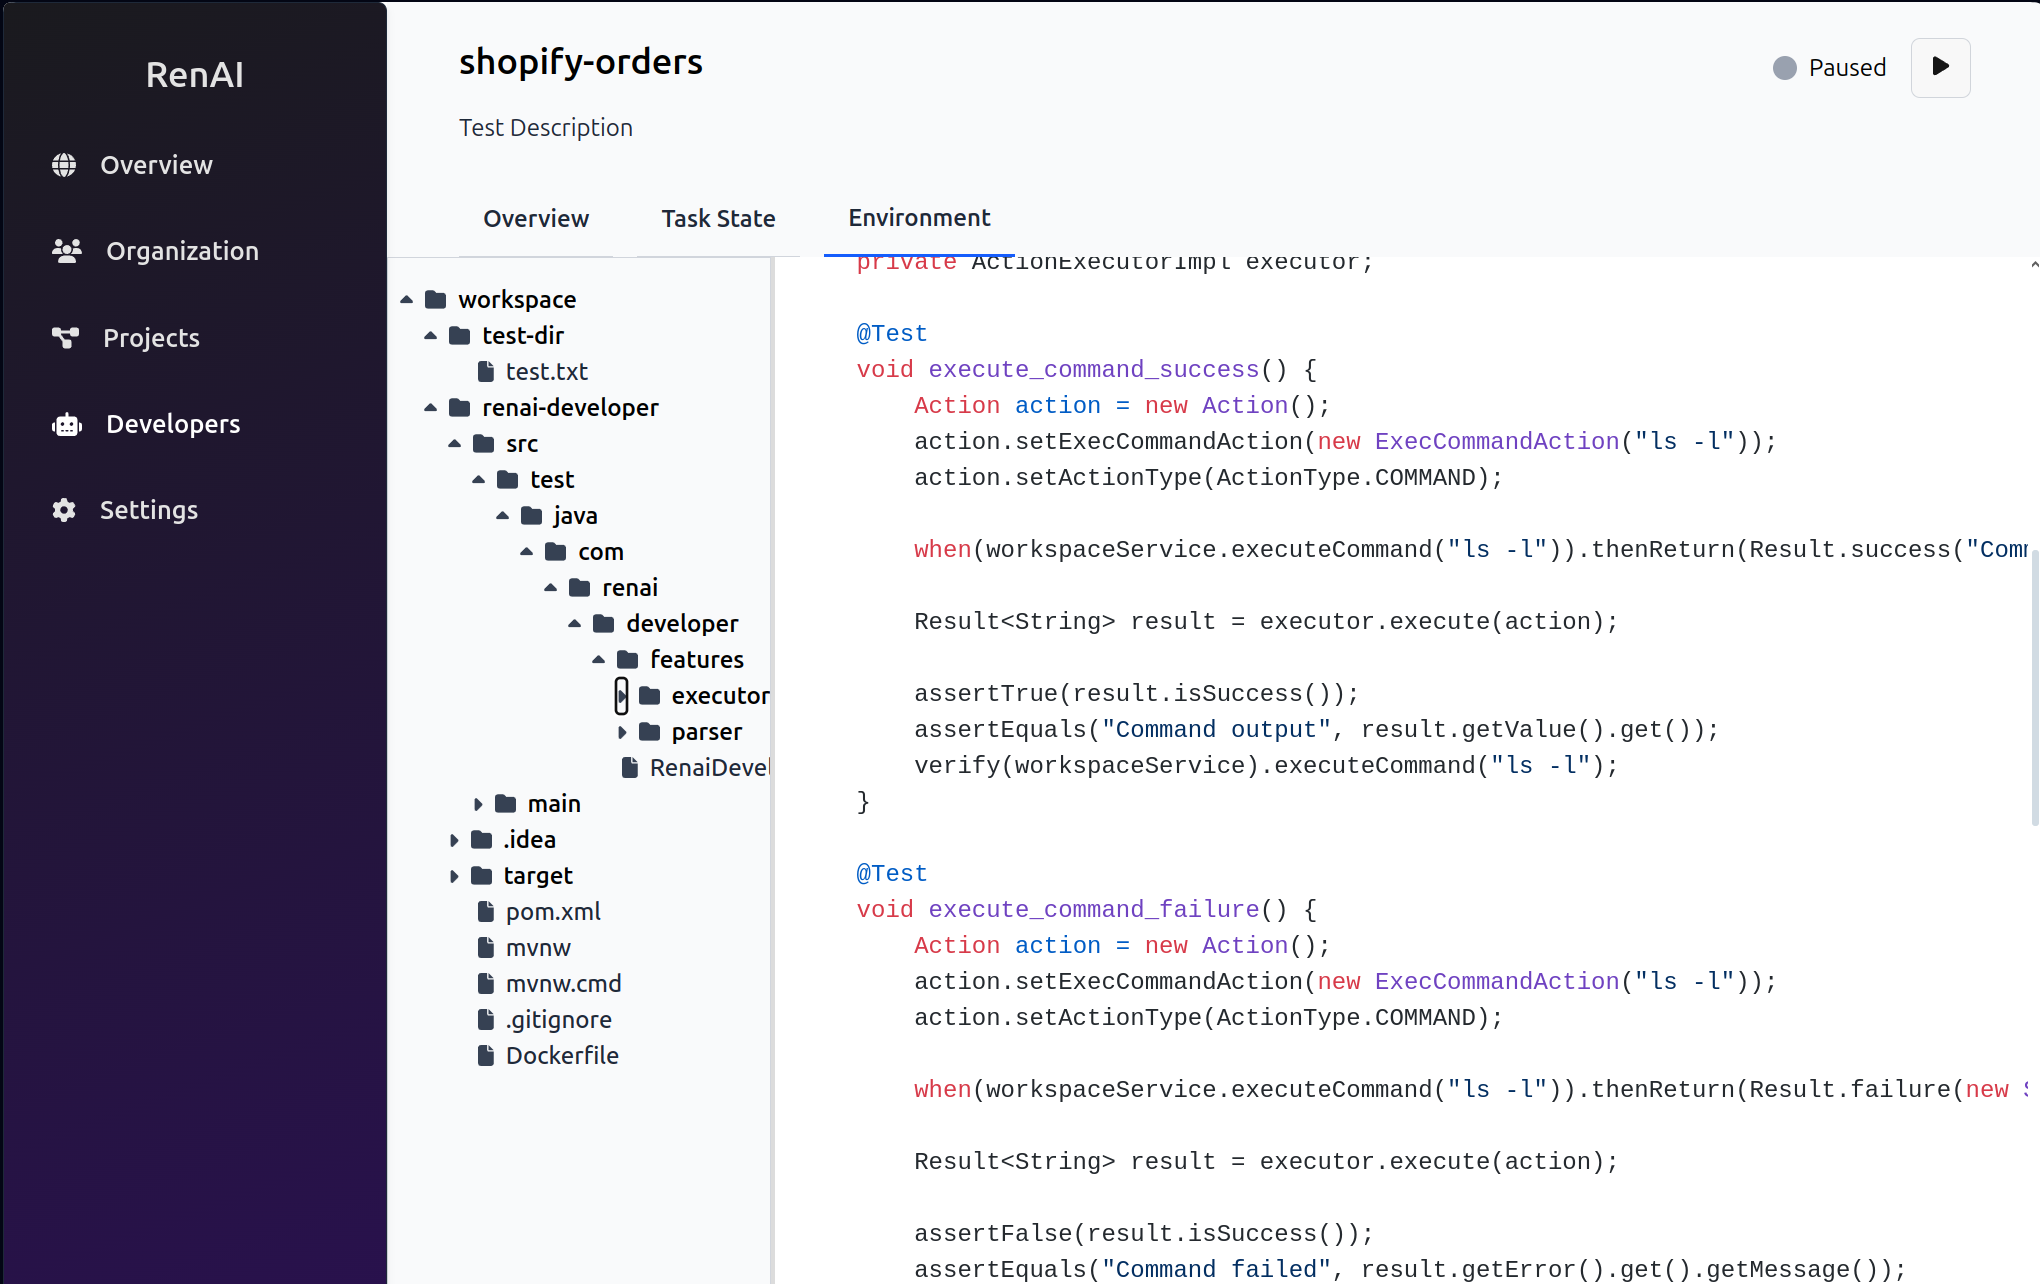 RenAI
Overview
Organization
Projects
Developers
Settings
shopify-orders
Test Description
Paused
Overview
Task State
Environment
workspace
test-dir
test.txt
renai-developer
src
test
java
com
renai
developer
features
executor
parser
RenaiDevel
main
.idea
target
pom.xml
mvnw
mvnw.cmd
.gitignore
Dockerfile
private ActionExecutorImpl executor;
@Test
void execute_command_success() {
Action action = new Action();
action.setExecCommandAction(new ExecCommandAction("ls -l"));
action.setActionType(ActionType.COMMAND);
when(workspaceService.executeCommand("ls -l")).thenReturn(Result.success("Com
Result<String> result = executor.execute(action);
assertTrue(result.isSuccess());
assertEquals("Command output", result.getValue().get());
verify(workspaceService).executeCommand("ls -l");
}
@Test
void execute_command_failure() {
Action action = new Action();
action.setExecCommandAction(new ExecCommandAction("ls -l"));
action.setActionType(ActionType.COMMAND);
when(workspaceService.executeCommand("ls -l")).thenReturn(Result.failure(new
Result<String> result = executor.execute(action);
assertFalse(result.isSuccess());
assertEquals("Command failed", result.getError().get().getMessage());